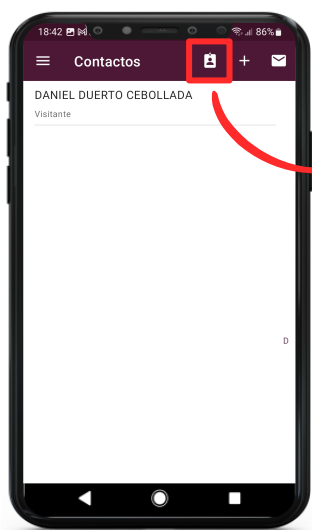 18:42 86%
Contactos
DANIEL DUERTO CEBOLLADA
Visitante
D